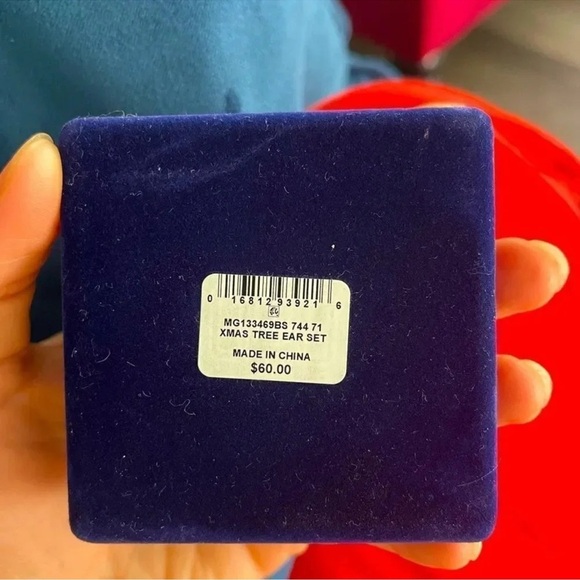 0 16812 93921 6
MG133469BS 744 71
XMAS TREE EAR SET
MADE IN CHINA
$60.00